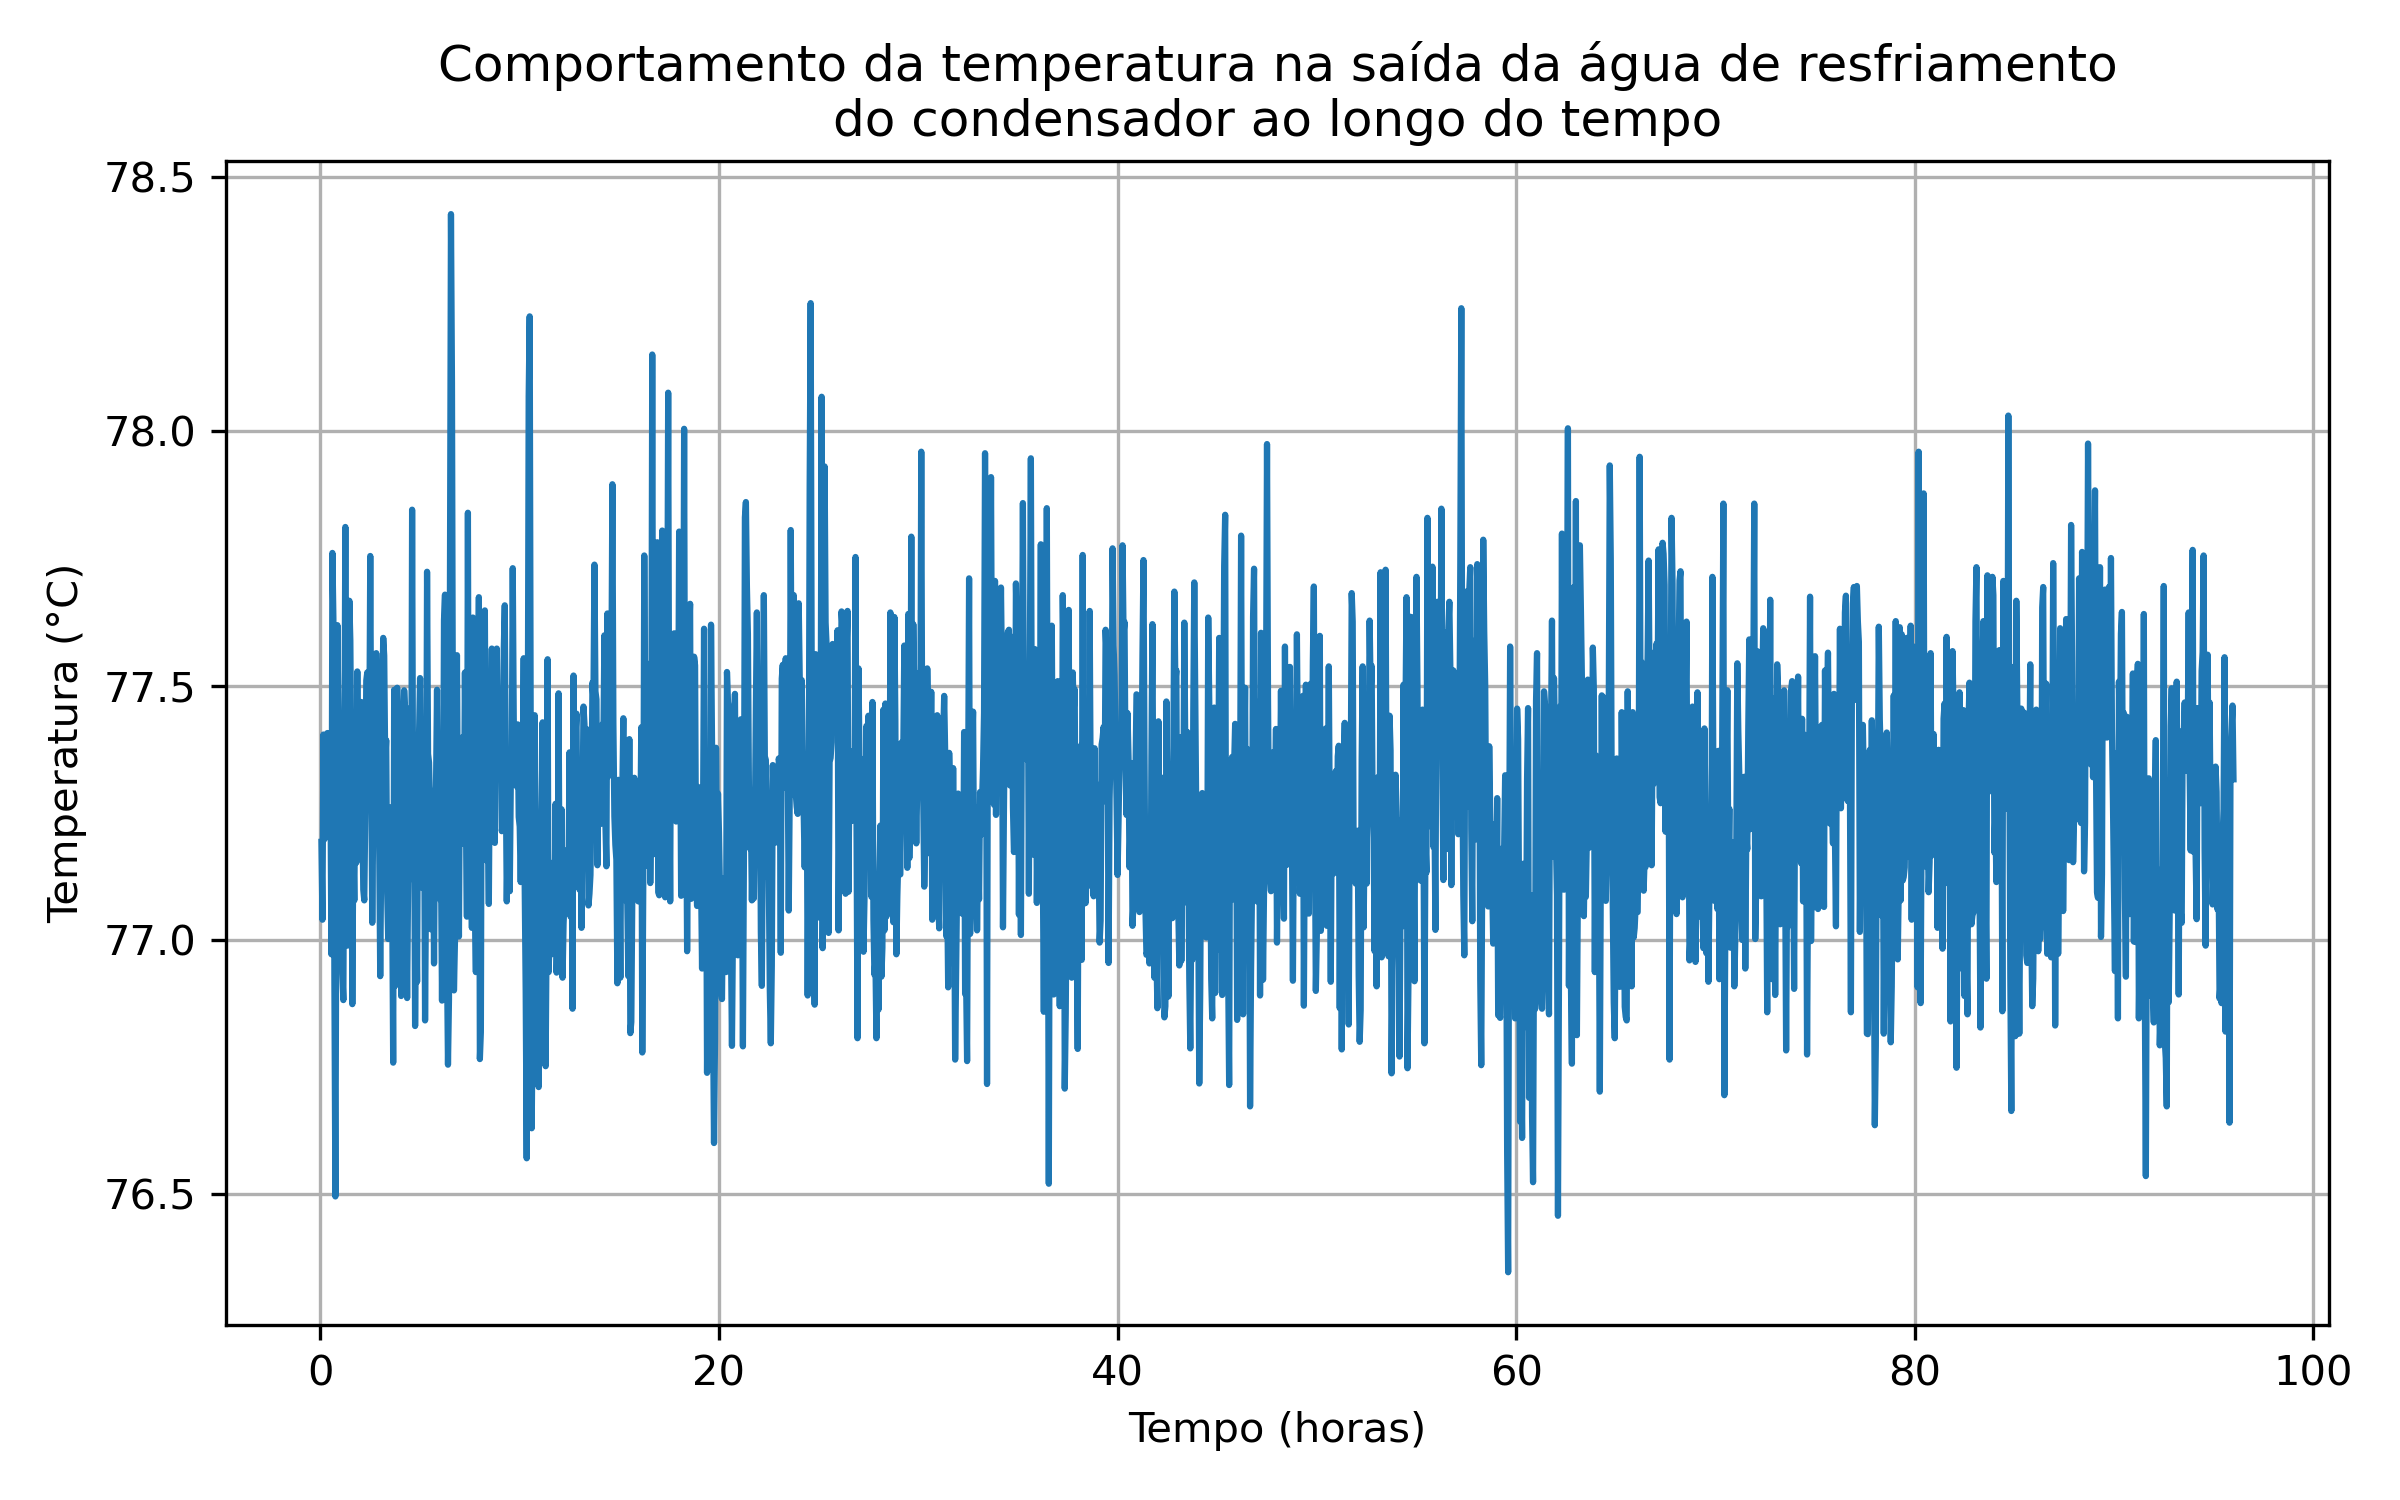 Comportamento da temperatura na saída da água de resfriamento
do condensador ao longo do tempo
78.5
78.0
77.5
77.0
76.5
Temperatura (°C)
0 20 40 60 80 100
Tempo (horas)